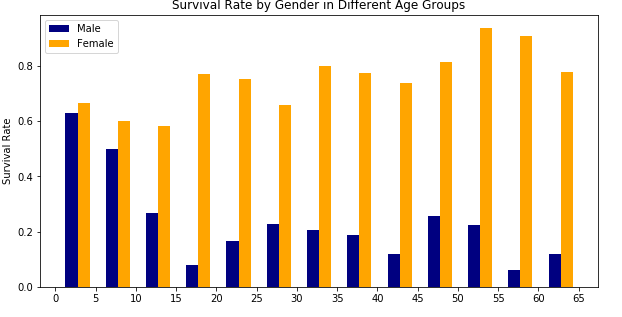 Survival Rate by Gender in Different Age Groups
Male
Female
Survival Rate
0.8
0.6
0.4
0.2
0.0
0 5 10 15 20 25 30 35 40 45 50 55 60 65